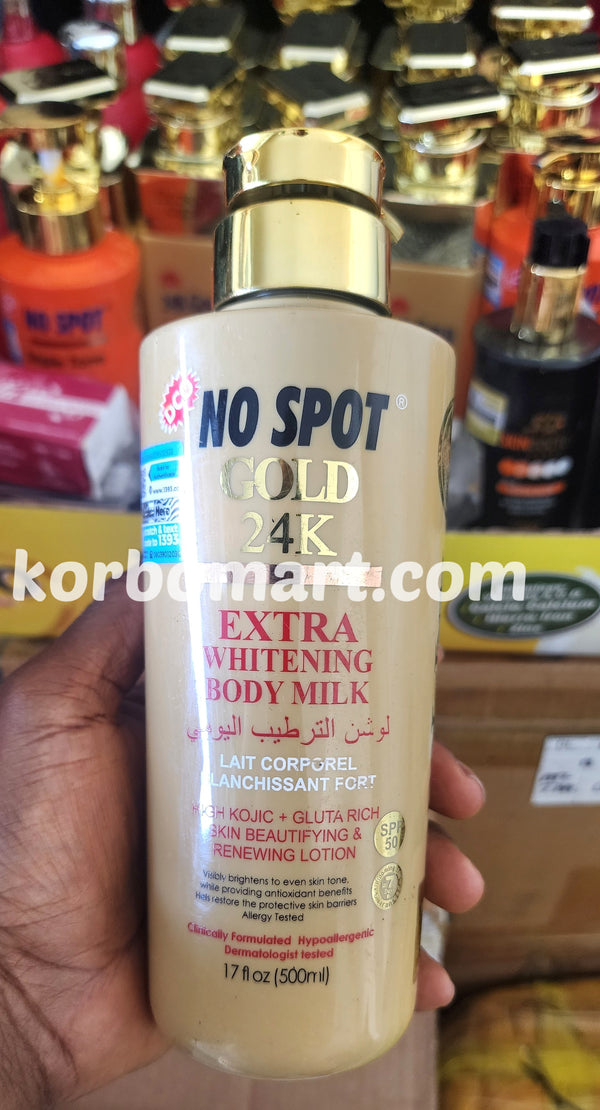 NO SPOT
NO SPOT®
GOLD
24K
korbomart.com
EXTRA
WHITENING
BODY MILK
لوشن الترطيب اليومي
LAIT CORPOREL
LANCHISSANT FORT
HIGH KOJIC + GLUTA RICH
SKIN BEAUTIFYING &
RENEWING LOTION
SPF
50
Visibly brightens to even skin tone,
while providing antioxidant benefits
Hels restore the protective skin barriers
Allergy Tested
Clinically Formulated Hypoallergenic
Dermatologist tested
17 fl oz (500ml)